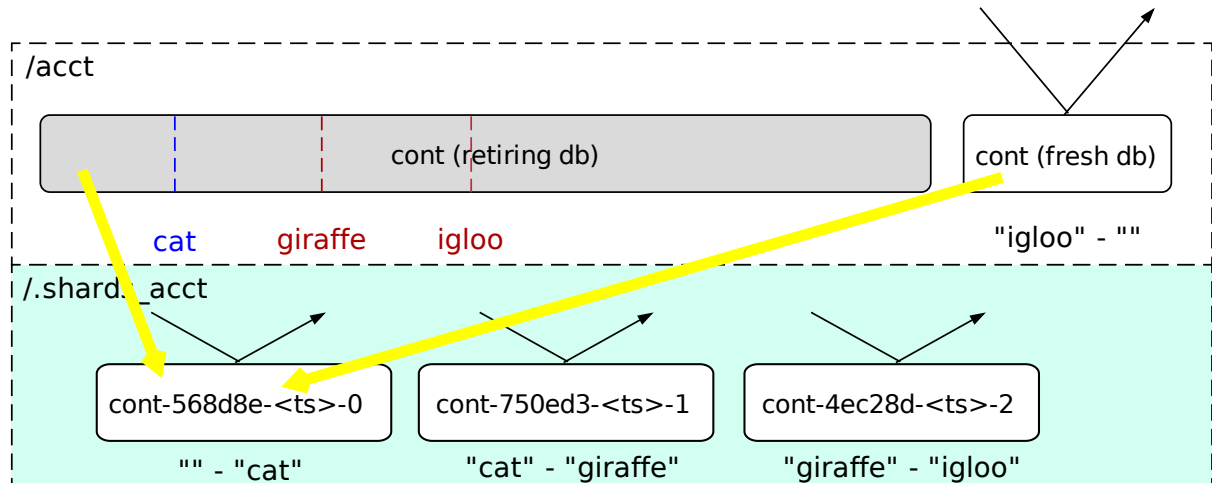 /acct
cont (retiring db)
cont (fresh db)
cat
giraffe
igloo
"igloo" - ""
/.shards_acct
cont-568d8e-<ts>-0
cont-750ed3-<ts>-1
cont-4ec28d-<ts>-2
"" - "cat"
"cat" - "giraffe"
"giraffe" - "igloo"